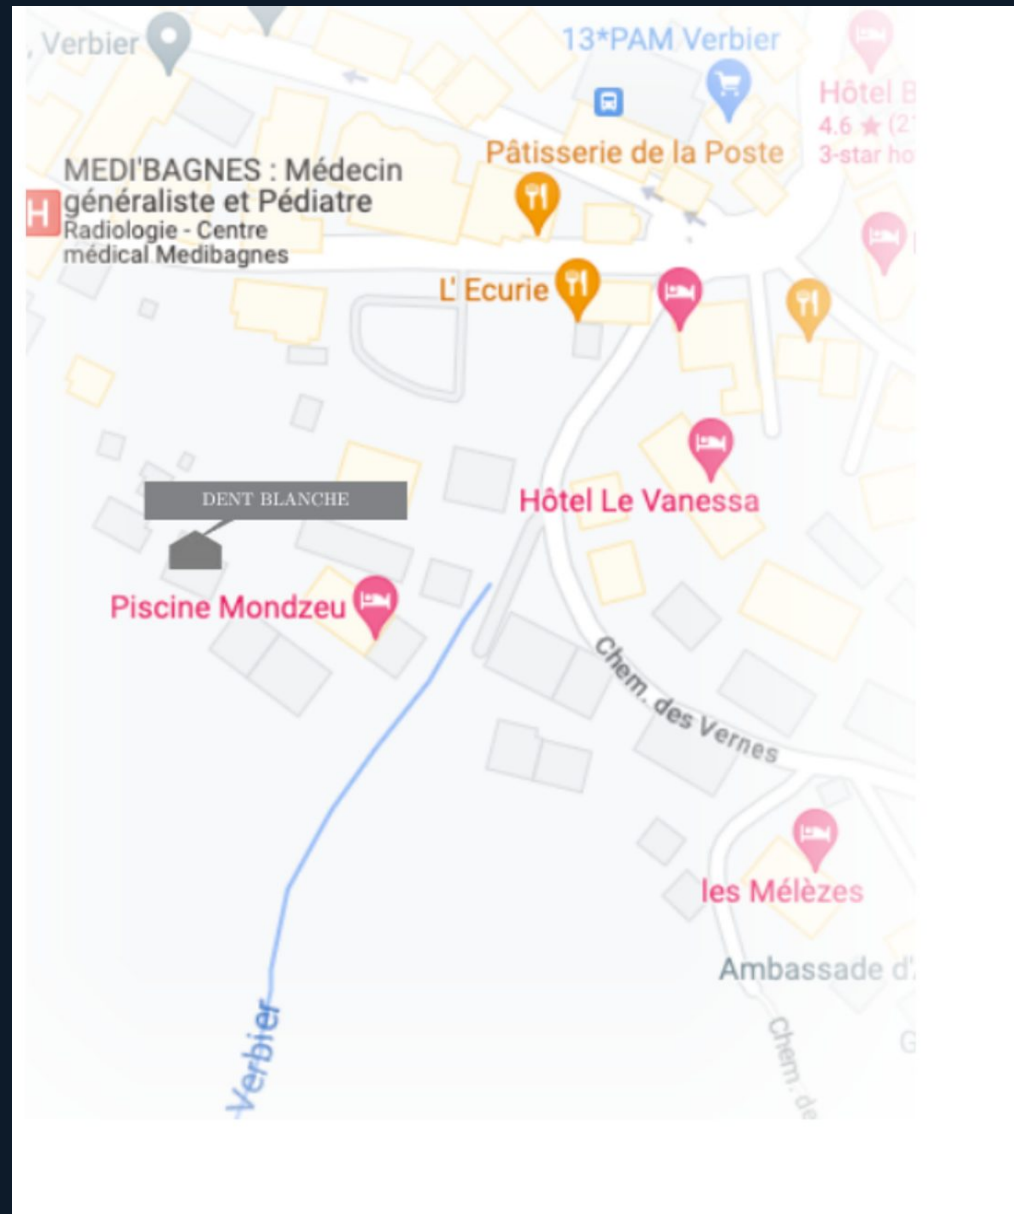 , Verbier
13*PAM Verbier
Hôtel B
4.6 ★ (2
3-star ho
Pâtisserie de la Poste
MEDI'BAGNES : Médecin
généraliste et Pédiatre
Radiologie - Centre
médical Medibagnes
H
L' Ecurie
Hôtel Le Vanessa
DENT BLANCHE
Piscine Mondzeu
Chem. des Vernes
les Mélèzes
Ambassade d'
Verbier
Chem. de
G